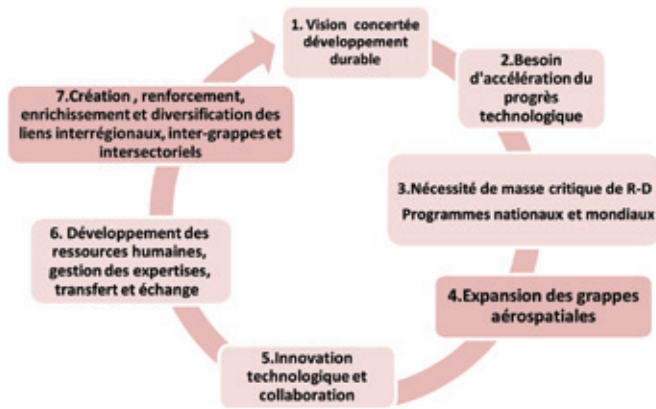 1. Vision concertée
développement
durable
2.Besoin
d'accélération du
progrès
technologique
3.Nécessité de masse critique de R-D
Programmes nationaux et mondiaux
4.Expansion des grappes
aérospatiales
5.Innovation
technologique et
collaboration
6. Développement des
ressources humaines,
gestion des expertises,
transfert et échange
7.Création , renforcement,
enrichissement et diversification des
liens interrégionaux, inter-grappes et
intersectoriels